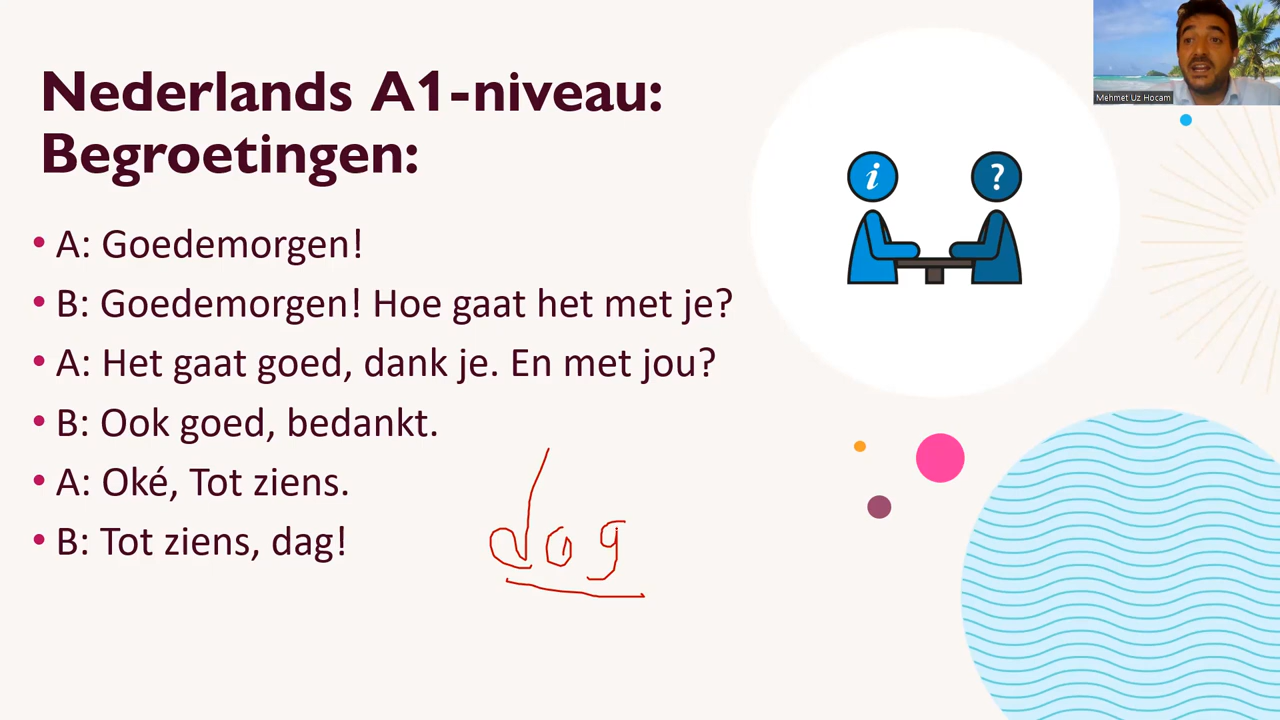 Nederlands A1-niveau:
Begroetingen:
• A: Goedemorgen!
• B: Goedemorgen! Hoe gaat het met je?
• A: Het gaat goed, dank je. En met jou?
• B: Ook goed, bedankt.
• A: Oké, Tot ziens.
• B: Tot ziens, dag!
dag
i
?
Mehmet Uz Hocam